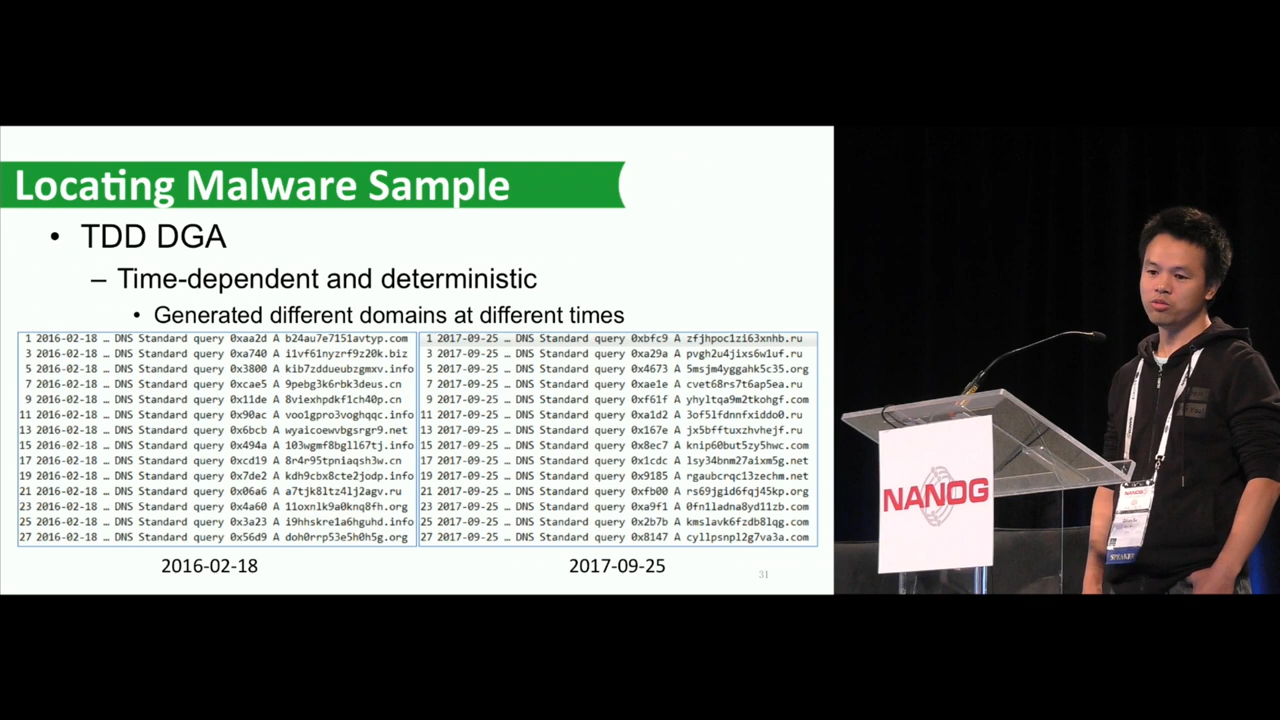 Locating Malware Sample
• TDD DGA
– Time-dependent and deterministic
• Generated different domains at different times
1 2016-02-18 … DNS Standard query 0xaa2d A b24au7e7151avtyp.com
3 2016-02-18 … DNS Standard query 0xa740 A i1vf61nyzrf9z20k.biz
5 2016-02-18 … DNS Standard query 0x3800 A kib7zddueubzgmxv.info
7 2016-02-18 … DNS Standard query 0xcae5 A 9pebg3k6rbk3deus.cn
9 2016-02-18 … DNS Standard query 0x11de A 8viexhpdkf1ch40p.cn
11 2016-02-18 … DNS Standard query 0x90ac A voo1gpro3voghqqc.info
13 2016-02-18 … DNS Standard query 0x6bcb A wyaicoewvbgsrgr9.net
15 2016-02-18 … DNS Standard query 0x494a A 103wgmf8bgll67tj.info
17 2016-02-18 … DNS Standard query 0xcd19 A 8r4r95tpniaqsh3w.cn
19 2016-02-18 … DNS Standard query 0x7de2 A kdh9cbx8cte2jodp.info
21 2016-02-18 … DNS Standard query 0x06a6 A a7tjk8ltz4lj2agv.ru
23 2016-02-18 … DNS Standard query 0x4a60 A 11oxnlk9a0knq8fh.org
25 2016-02-18 … DNS Standard query 0x3a23 A i9hhskre1a6hguhd.info
27 2016-02-18 … DNS Standard query 0x56d9 A doh0rrp53e5h0h5g.org
1 2017-09-25 … DNS Standard query 0xbfc9 A zfjhpoc1zi63xnhb.ru
3 2017-09-25 … DNS Standard query 0xa29a A pvgh2u4jixs6w1uf.ru
5 2017-09-25 … DNS Standard query 0x4673 A 5msjm4yggahk5c35.org
7 2017-09-25 … DNS Standard query 0xae1e A cvet68rs7t6ap5ea.ru
9 2017-09-25 … DNS Standard query 0xf61f A yhyltqa9m2tkohgf.com
11 2017-09-25 … DNS Standard query 0xa1d2 A 3of5lfdnnfxiddo0.ru
13 2017-09-25 … DNS Standard query 0x167e A jx5bfftuxzhvhejf.ru
15 2017-09-25 … DNS Standard query 0x8ec7 A knip60but5zy5hwc.com
17 2017-09-25 … DNS Standard query 0x1cdc A lsy34bnm27aixm5g.net
19 2017-09-25 … DNS Standard query 0x9185 A rgaubcrqc13zechm.net
21 2017-09-25 … DNS Standard query 0xfb00 A rs69jgid6fqj45kp.org
23 2017-09-25 … DNS Standard query 0xa9f1 A 0fn1ladna8yd11zb.com
25 2017-09-25 … DNS Standard query 0x2b7b A kmslavk6fzdb8lqg.com
27 2017-09-25 … DNS Standard query 0x8147 A cyllpsnpl2g7va3a.com
2016-02-18
2017-09-25
31
NANOG
NANOG
SPEAKER